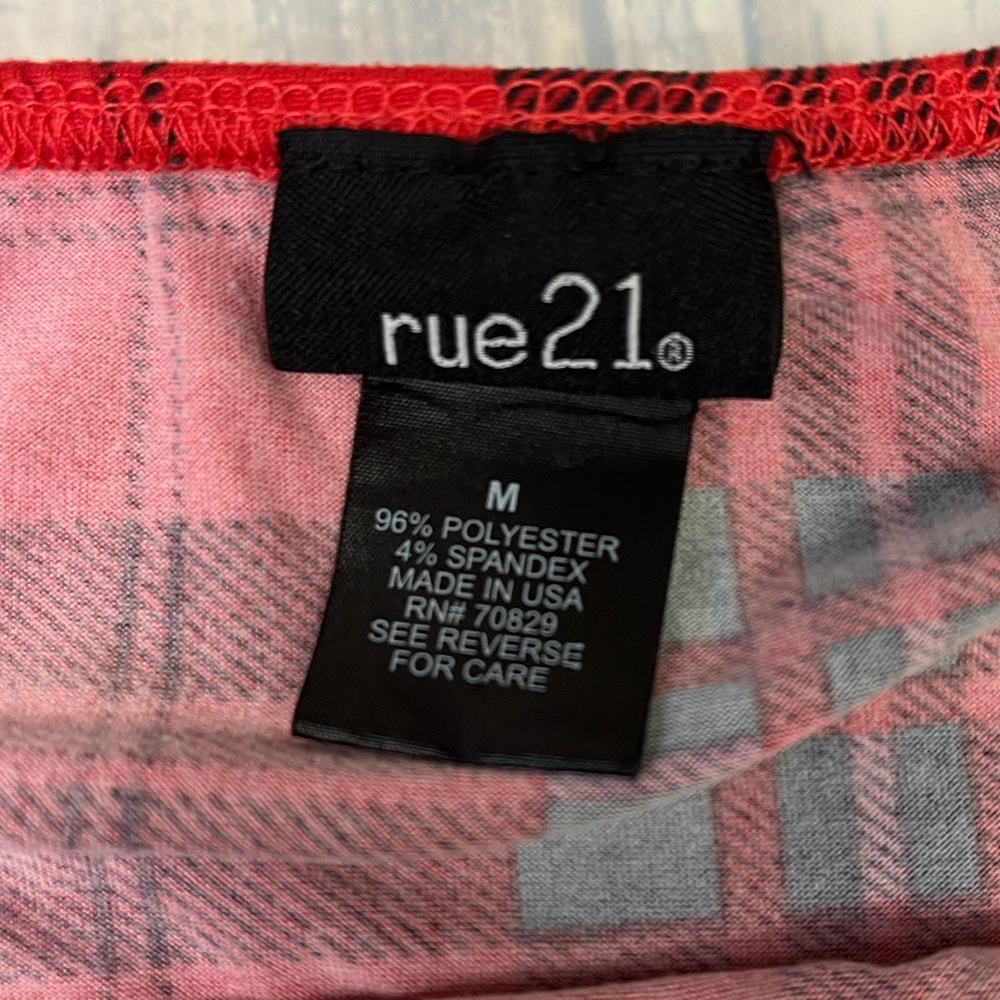 rue21®
M
96% POLYESTER
4% SPANDEX
MADE IN USA
RN# 70829
SEE REVERSE
FOR CARE